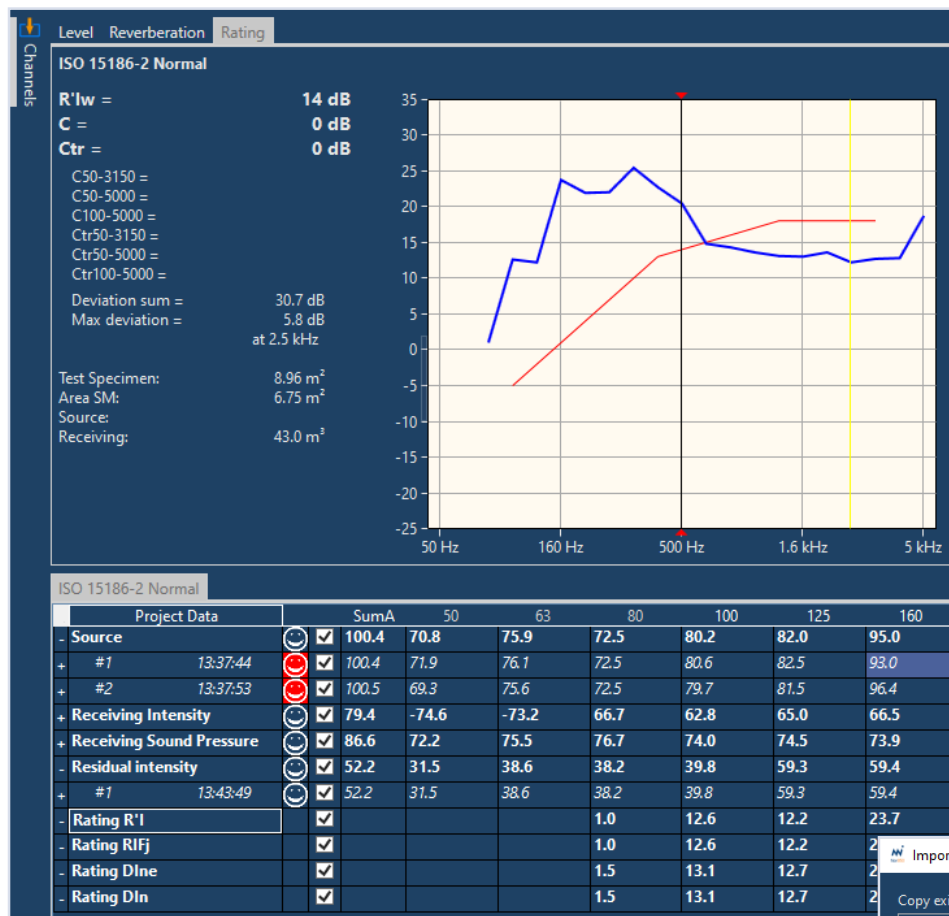 Channels
Level Reverberation Rating
ISO 15186-2 Normal
R'Iw = 14 dB
C = 0 dB
Ctr = 0 dB
C50-3150 =
C50-5000 =
C100-5000 =
Ctr50-3150 =
Ctr50-5000 =
Ctr100-5000 =
Deviation sum = 30.7 dB
Max deviation = 5.8 dB
at 2.5 kHz
Test Specimen: 8.96 m²
Area SM: 6.75 m²
Source:
Receiving: 43.0 m³
35
30
25
20
15
10
5
0
-5
-10
-15
-20
-25
50 Hz 160 Hz 500 Hz 1.6 kHz 5 kHz
ISO 15186-2 Normal
Project Data SumA 50 63 80 100 125 160
- Source 100.4 70.8 75.9 72.5 80.2 82.0 95.0
+ #1 13:37:44 100.4 71.9 76.1 72.5 80.6 82.5 93.0
+ #2 13:37:53 100.5 69.3 75.6 72.5 79.7 81.5 96.4
+ Receiving Intensity 79.4 -74.6 -73.2 66.7 62.8 65.0 66.5
+ Receiving Sound Pressure 86.6 72.2 75.5 76.7 74.0 74.5 73.9
- Residual intensity 52.2 31.5 38.6 38.2 39.8 59.3 59.4
+ #1 13:43:49 52.2 31.5 38.6 38.2 39.8 59.3 59.4
- Rating R'I 1.0 12.6 12.2 23.7
- Rating RIFj 1.0 12.6 12.2 2
Impor
- Rating DIne 1.5 13.1 12.7 2
- Rating DIn 1.5 13.1 12.7 2
Copy exi